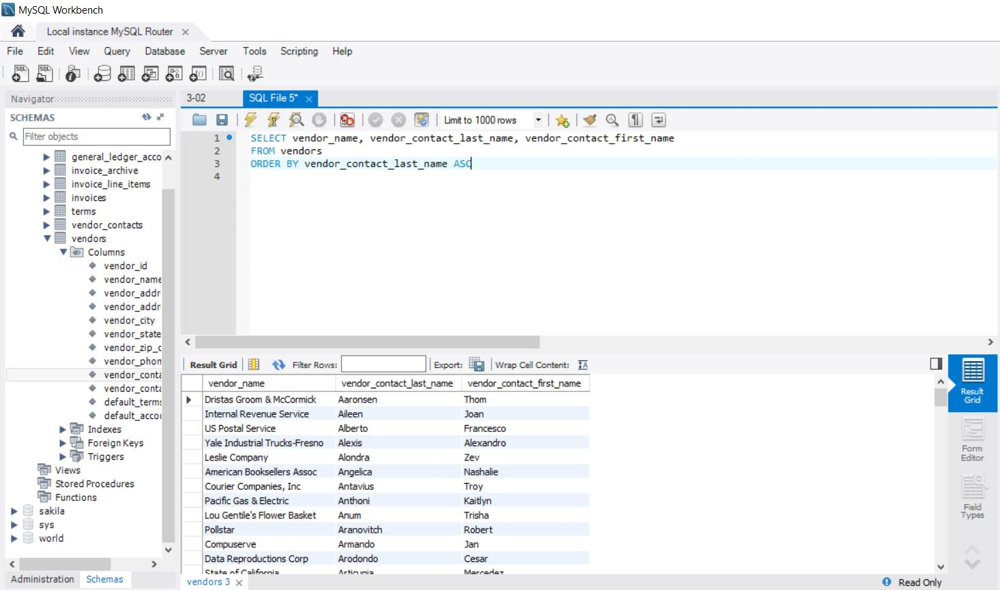 MySQL Workbench
Local instance MySQL Router
File Edit View Query Database Server Tools Scripting Help
Navigator
SCHEMAS
Filter objects
general_ledger_acco
invoice_archive
invoice_line_items
invoices
terms
vendor_contacts
vendors
Columns
vendor_id
vendor_name
vendor_addr
vendor_addr
vendor_city
vendor_state
vendor_zip_c
vendor_phon
vendor_conta
vendor_conta
default_terms
default_accou
Indexes
Foreign Keys
Triggers
Views
Stored Procedures
Functions
sakila
sys
world
Administration Schemas
3-02 SQL File 5*
Limit to 1000 rows
1 SELECT vendor_name, vendor_contact_last_name, vendor_contact_first_name
2 FROM vendors
3 ORDER BY vendor_contact_last_name ASC
4
Result Grid Filter Rows: Export: Wrap Cell Content:
vendor_name vendor_contact_last_name vendor_contact_first_name
Dristas Groom & McCormick Aaronsen Thom
Internal Revenue Service Aileen Joan
US Postal Service Alberto Francesco
Yale Industrial Trucks-Fresno Alexis Alexandro
Leslie Company Alondra Zev
American Booksellers Assoc Angelica Nashalie
Courier Companies, Inc Antavius Troy
Pacific Gas & Electric Anthoni Kaitlyn
Lou Gentile's Flower Basket Anum Trisha
Pollstar Aranovitch Robert
Compuserve Armando Jan
Data Reproductions Corp Arodondo Cesar
State of California Articunia Mercedez
Result
Grid
Form
Editor
Field
Types
vendors 3
Read Only